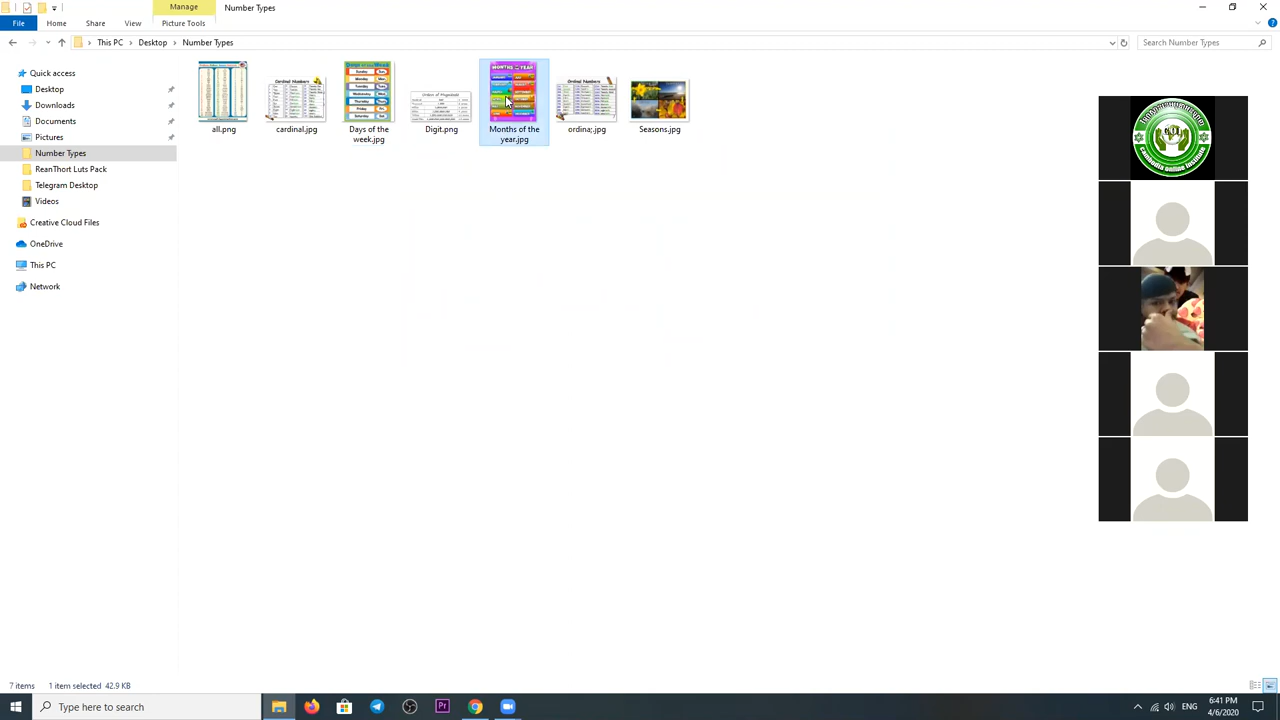 Manage
Number Types
File
Home
Share
View
Picture Tools
This PC
Desktop
Number Types
Search Number Types
Quick access
Desktop
Downloads
Documents
Pictures
Number Types
ReanThort Luts Pack
Telegram Desktop
Videos
Creative Cloud Files
OneDrive
This PC
Network
all.png
cardinal.jpg
Days of the
week.jpg
Digit.png
Months of the
year.jpg
ordina;.jpg
Seasons.jpg
7 items
1 item selected 42.9 KB
Type here to search
ENG
6:41 PM
4/6/2020